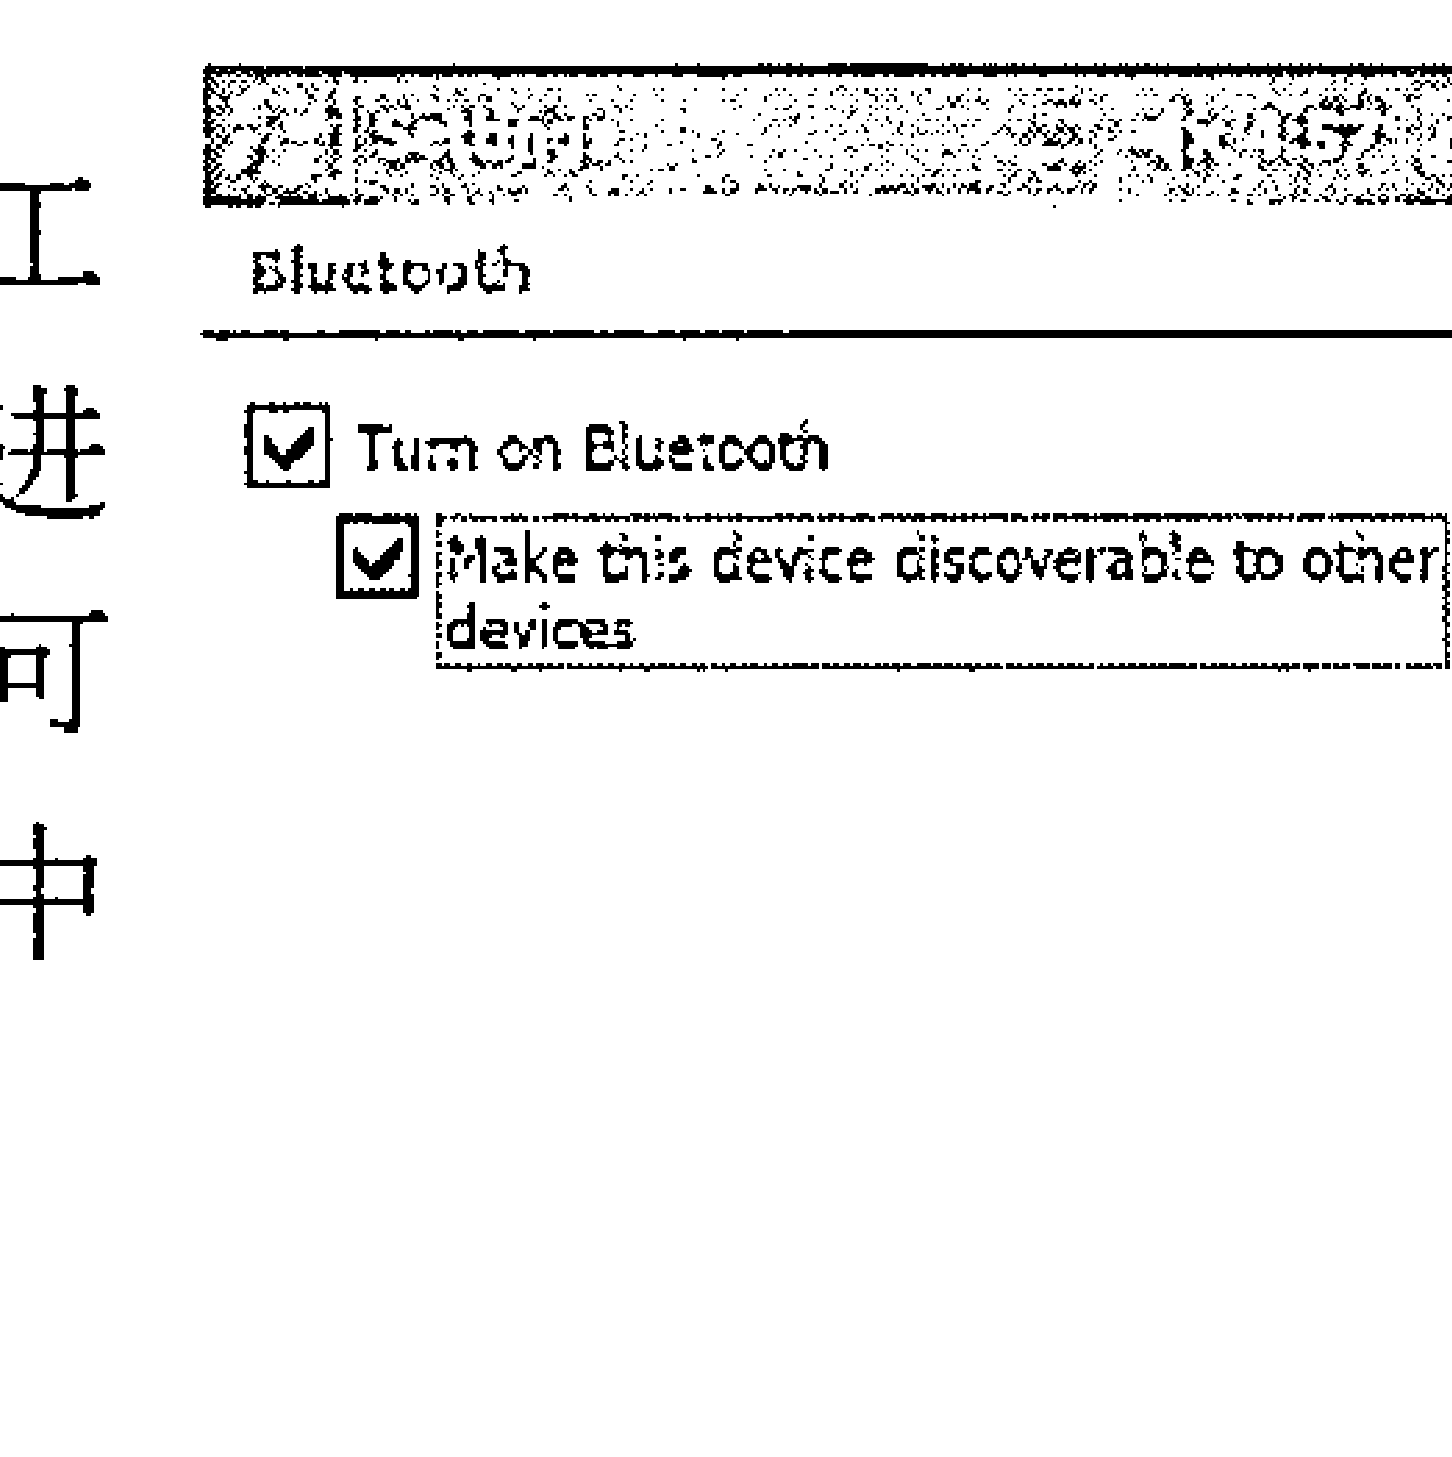 工
进
可
中
Bluetooth
Turn on Bluetooth
Make this device discoverable to other
devices